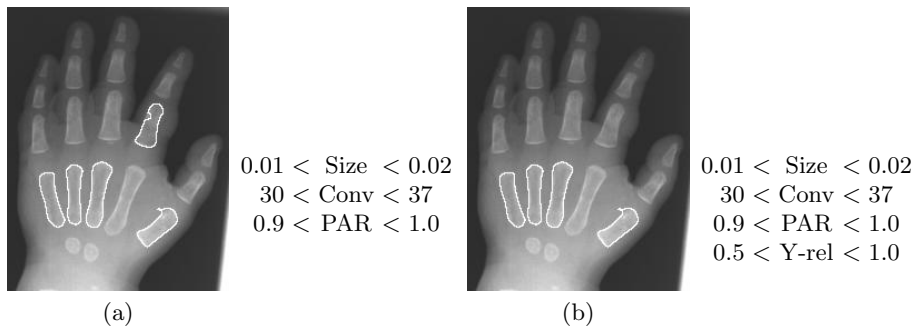 0.01 < Size < 0.02
30 < Conv < 37
0.9 < PAR < 1.0
(a)
0.01 < Size < 0.02
30 < Conv < 37
0.9 < PAR < 1.0
0.5 < Y-rel < 1.0
(b)